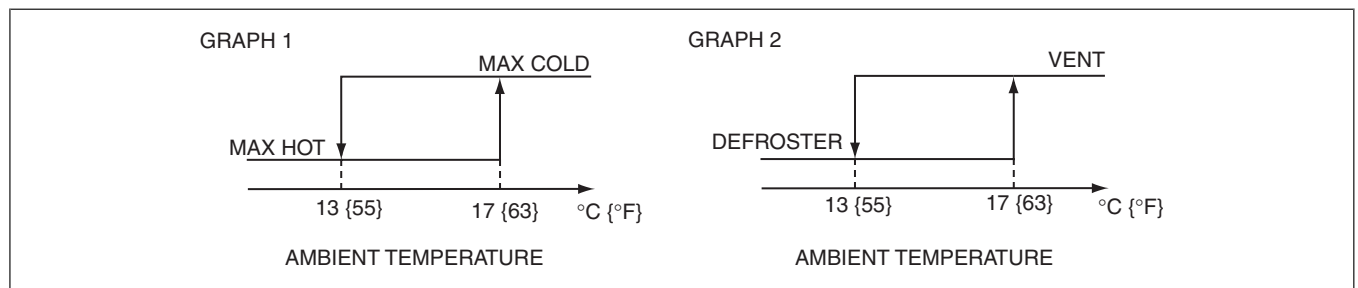 GRAPH 1
MAX COLD
MAX HOT
13 {55}
17 {63}
°C {°F}
AMBIENT TEMPERATURE
GRAPH 2
VENT
DEFROSTER
13 {55}
17 {63}
°C {°F}
AMBIENT TEMPERATURE